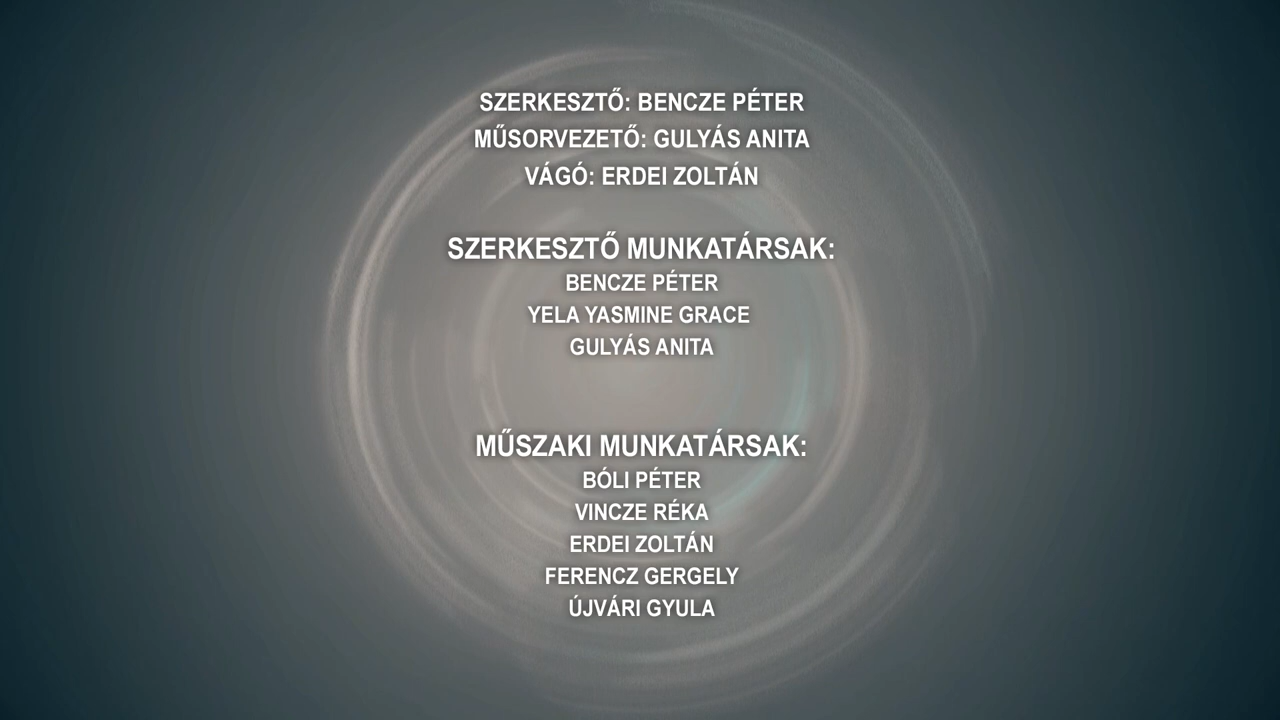 SZERKESZTŐ: BENCZE PÉTER
MŰSORVEZETŐ: GULYÁS ANITA
VÁGÓ: ERDEI ZOLTÁN
SZERKESZTŐ MUNKATÁRSAK:
BENCZE PÉTER
YELA YASMINE GRACE
GULYÁS ANITA
MŰSZAKI MUNKATÁRSAK:
BÓLI PÉTER
VINCZE RÉKA
ERDEI ZOLTÁN
FERENCZ GERGELY
ÚJVÁRI GYULA